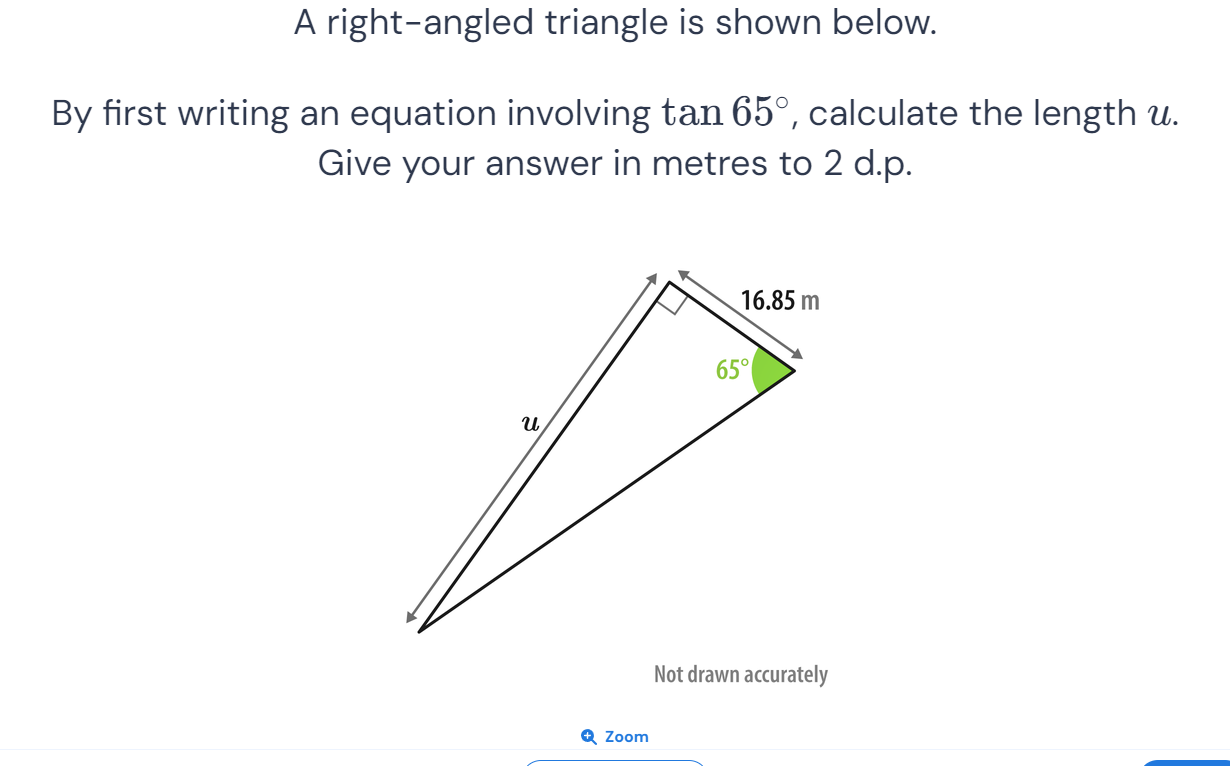 A right-angled triangle is shown below.
By first writing an equation involving tan 65°, calculate the length u.
Give your answer in metres to 2 d.p.
16.85 m
65°
u
Not drawn accurately
Zoom